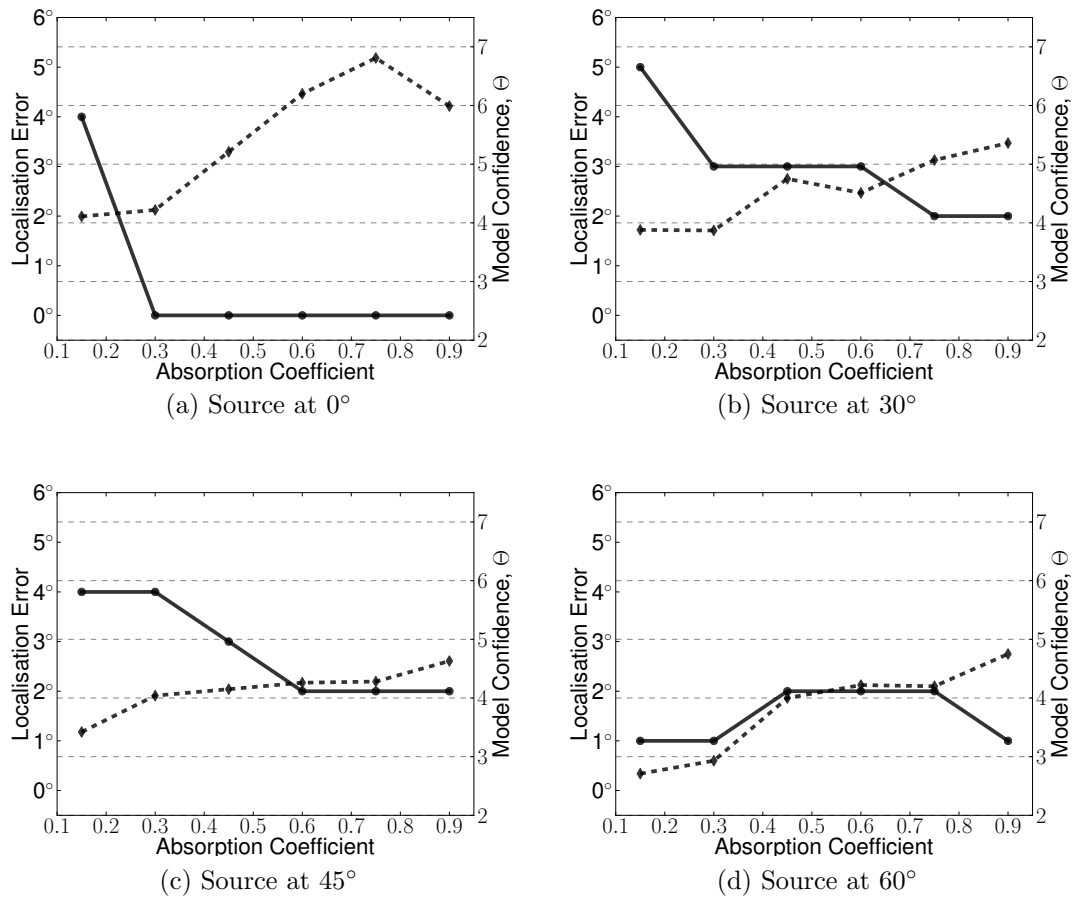 6°
5°
4°
3°
2°
1°
0°
Localisation Error
7
6
5
4
3
2
Model Confidence, Θ
0.1 0.2 0.3 0.4 0.5 0.6 0.7 0.8 0.9
Absorption Coefficient
(a) Source at 0°
6°
5°
4°
3°
2°
1°
0°
Localisation Error
7
6
5
4
3
2
Model Confidence, Θ
0.1 0.2 0.3 0.4 0.5 0.6 0.7 0.8 0.9
Absorption Coefficient
(b) Source at 30°
6°
5°
4°
3°
2°
1°
0°
Localisation Error
7
6
5
4
3
2
Model Confidence, Θ
0.1 0.2 0.3 0.4 0.5 0.6 0.7 0.8 0.9
Absorption Coefficient
(c) Source at 45°
6°
5°
4°
3°
2°
1°
0°
Localisation Error
7
6
5
4
3
2
Model Confidence, Θ
0.1 0.2 0.3 0.4 0.5 0.6 0.7 0.8 0.9
Absorption Coefficient
(d) Source at 60°